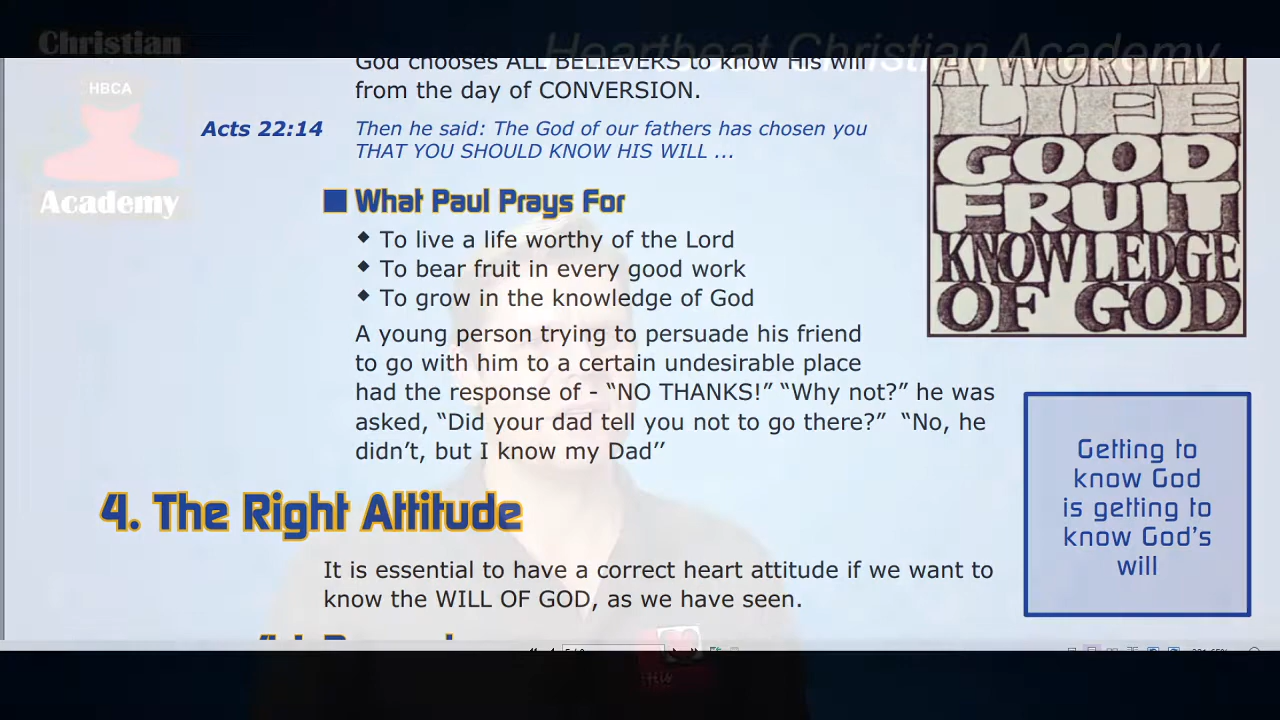 Christian
Heartbeat Christian Academy
HBCA
Academy
God chooses ALL BELIEVERS to know His will
from the day of CONVERSION.
Acts 22:14
Then he said: The God of our fathers has chosen you
THAT YOU SHOULD KNOW HIS WILL ...
What Paul Prays For
◆ To live a life worthy of the Lord
◆ To bear fruit in every good work
◆ To grow in the knowledge of God
A young person trying to persuade his friend
to go with him to a certain undesirable place
had the response of - “NO THANKS!” “Why not?” he was
asked, “Did your dad tell you not to go there?”  “No, he
didn’t, but I know my Dad’’
A WORTHY
LIFE
GOOD
FRUIT
KNOWLEDGE
OF GOD
Getting to
know God
is getting to
know God’s
will
4. The Right Attitude
It is essential to have a correct heart attitude if we want to
know the WILL OF GOD, as we have seen.